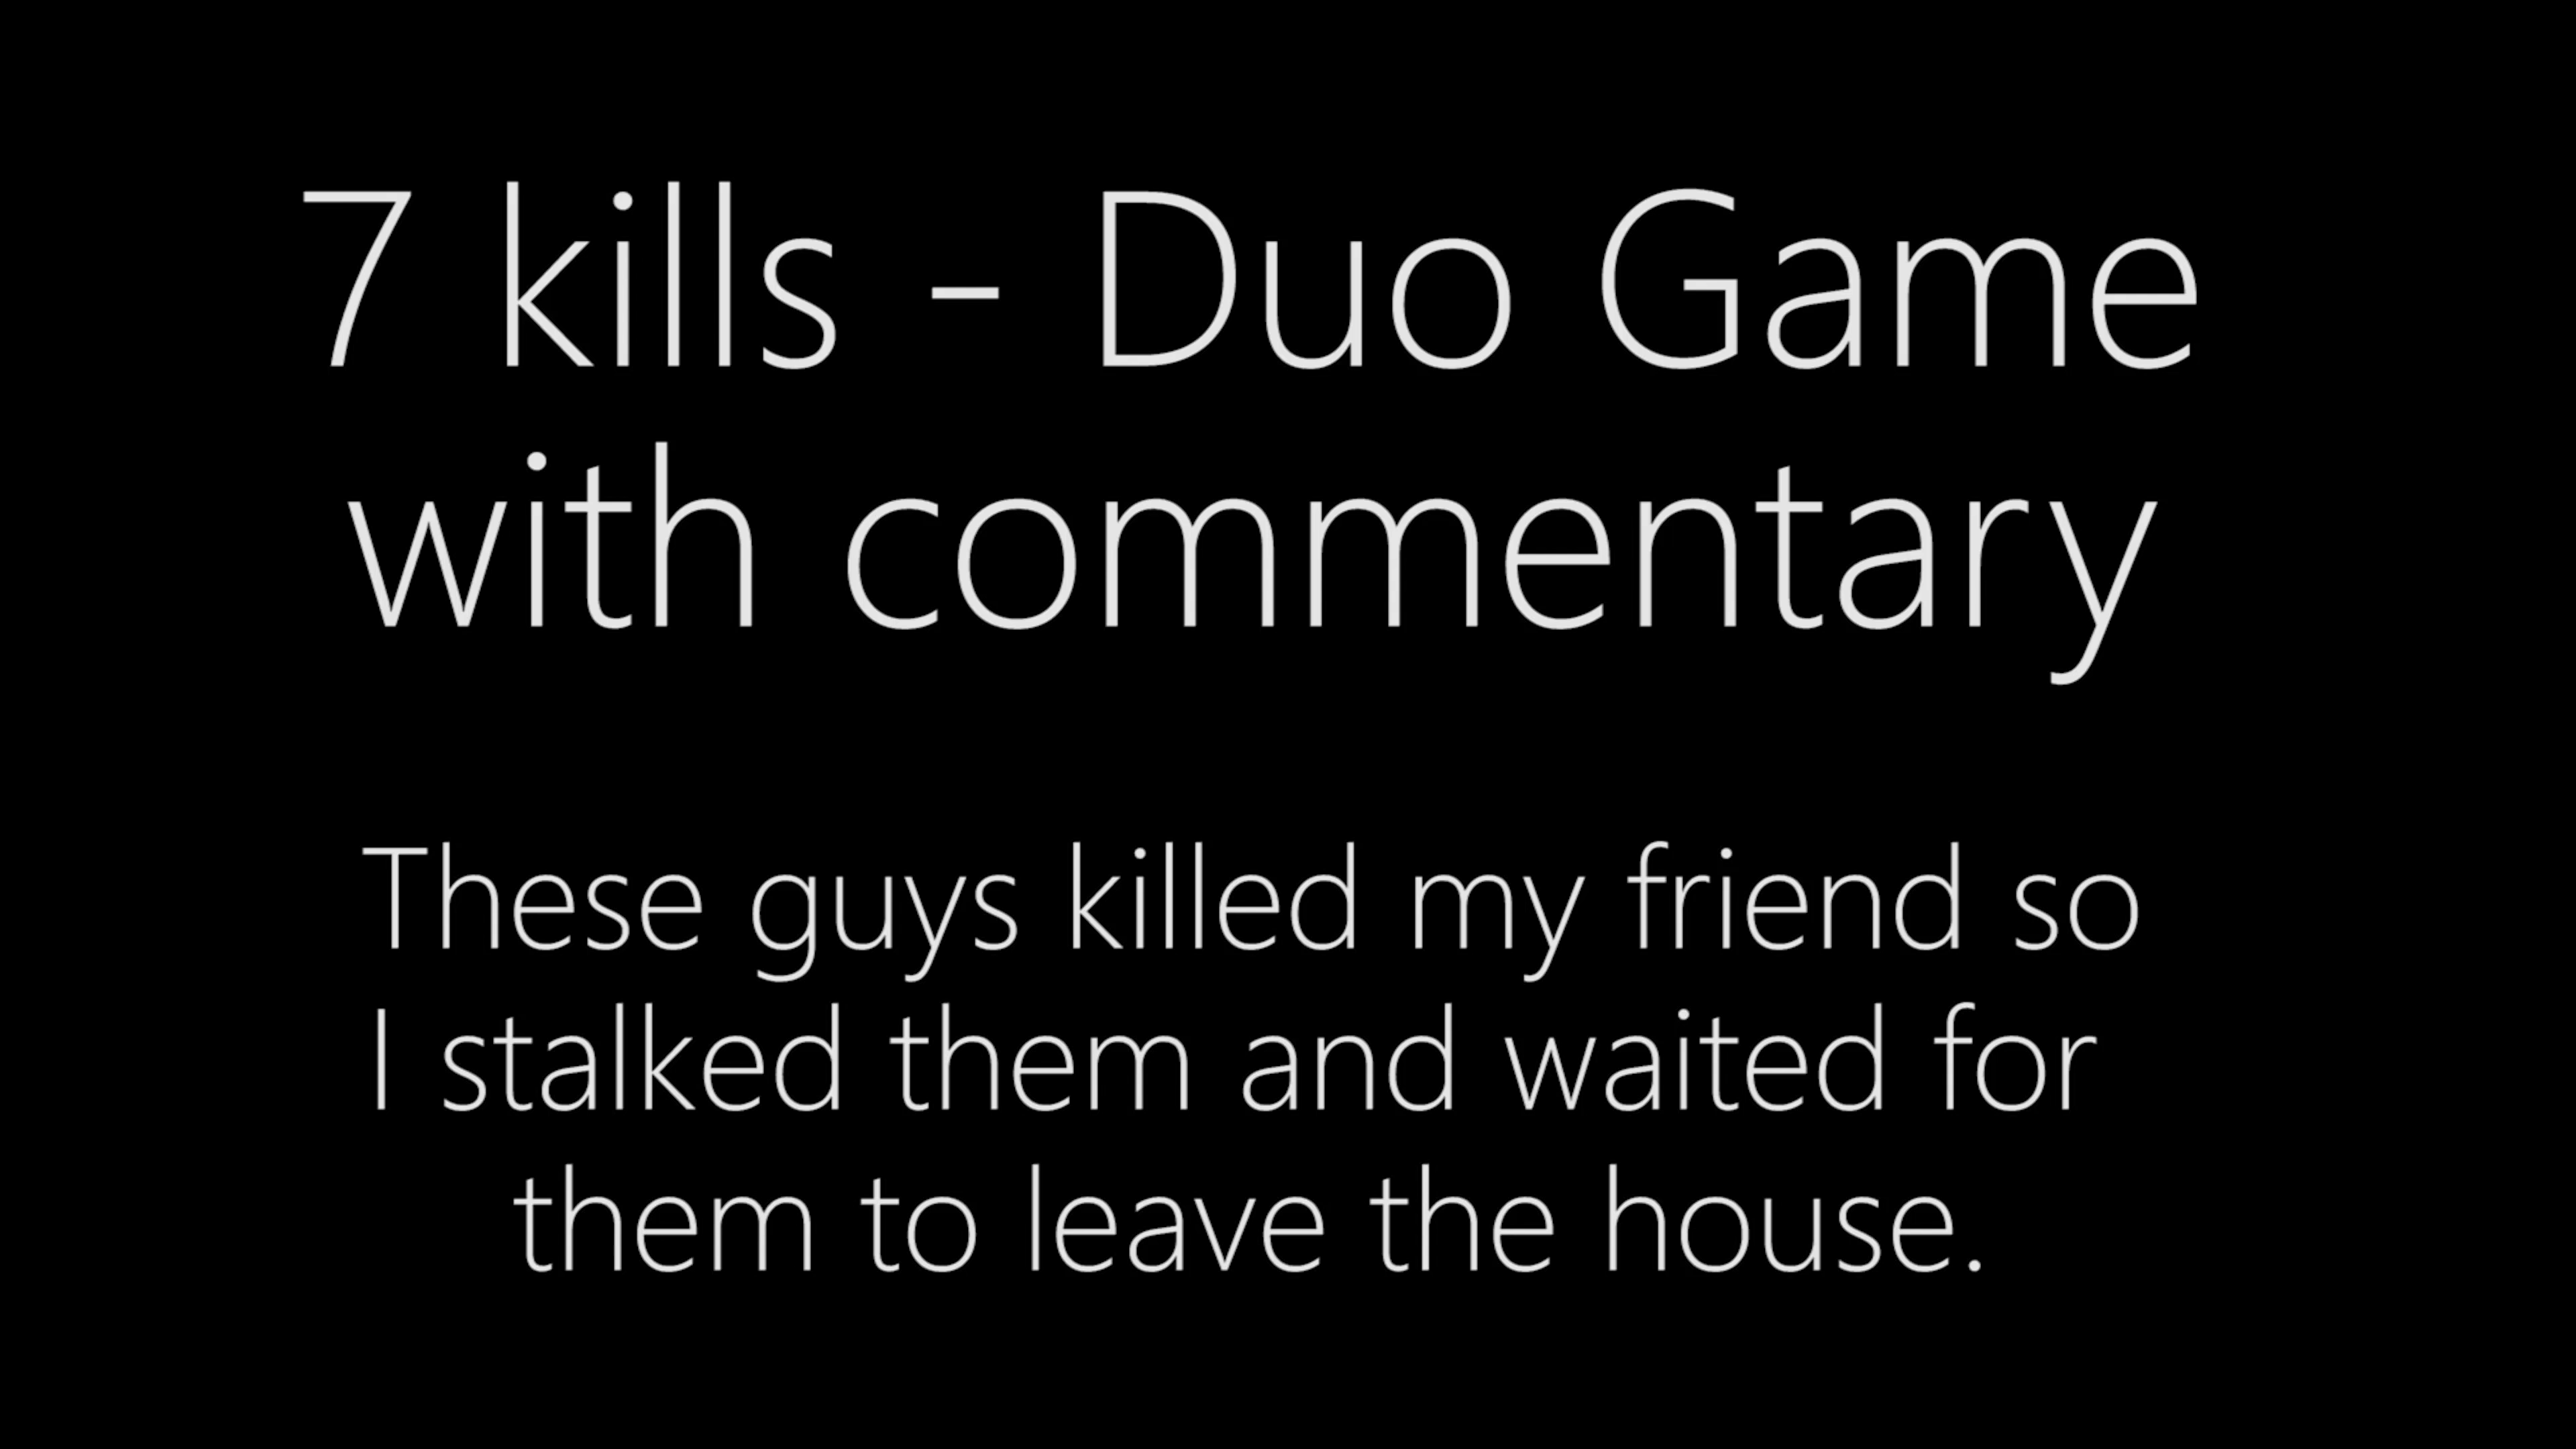 7 kills - Duo Game
with commentary
These guys killed my friend so
I stalked them and waited for
them to leave the house.